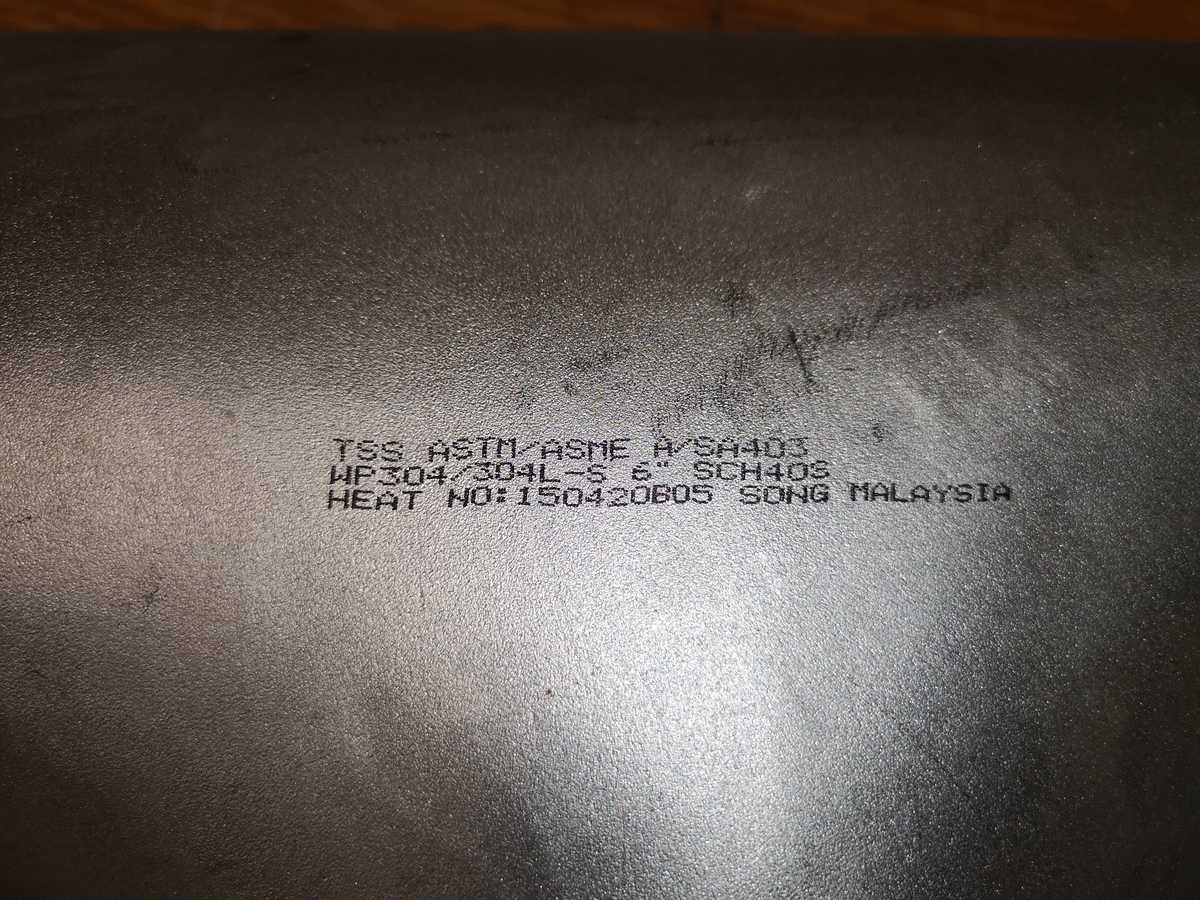 TSS ASTM/ASME A/SA403
WP304/304L-S 6" SCH40S
HEAT NO:150420B05 SONG MALAYSIA